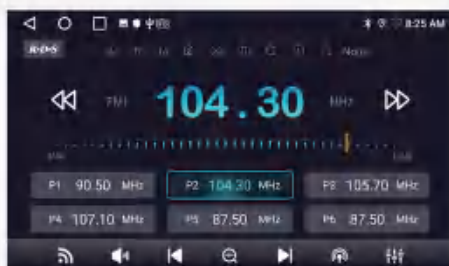 8:25 AM
RDS
None
FM1 104.30 MHz
P1 90.50 MHz P2 104.30 MHz P3 105.70 MHz
P4 107.10 MHz P5 87.50 MHz P6 87.50 MHz